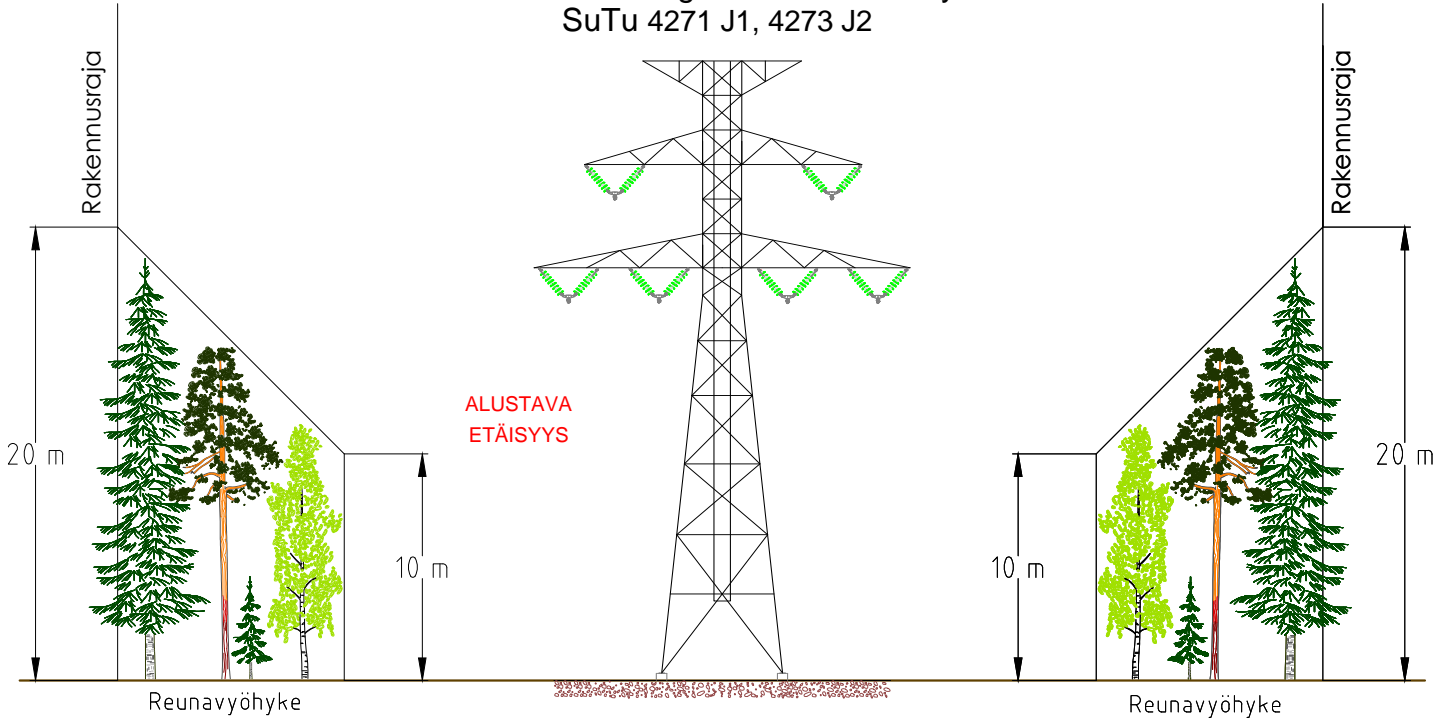 SuTu 4271 J1, 4273 J2
Rakennusraja
Rakennusraja
ALUSTAVA
ETÄISYYS
20 m
10 m
10 m
20 m
Reunavyöhyke
Reunavyöhyke